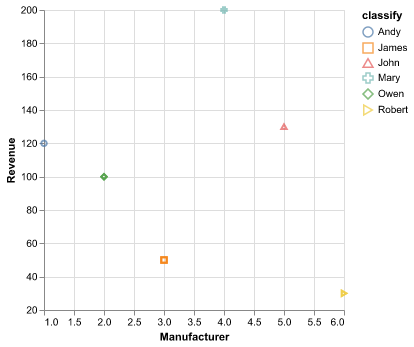 200
180
160
140
120
100
80
60
40
20
Revenue
1.0 1.5 2.0 2.5 3.0 3.5 4.0 4.5 5.0 5.5 6.0
Manufacturer
classify
Andy
James
John
Mary
Owen
Robert